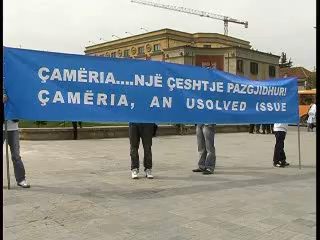 ÇAMËRIA....NJË ÇESHTJE PAZGJIDHUR!
ÇAMËRIA, AN USOLVED ISSUE